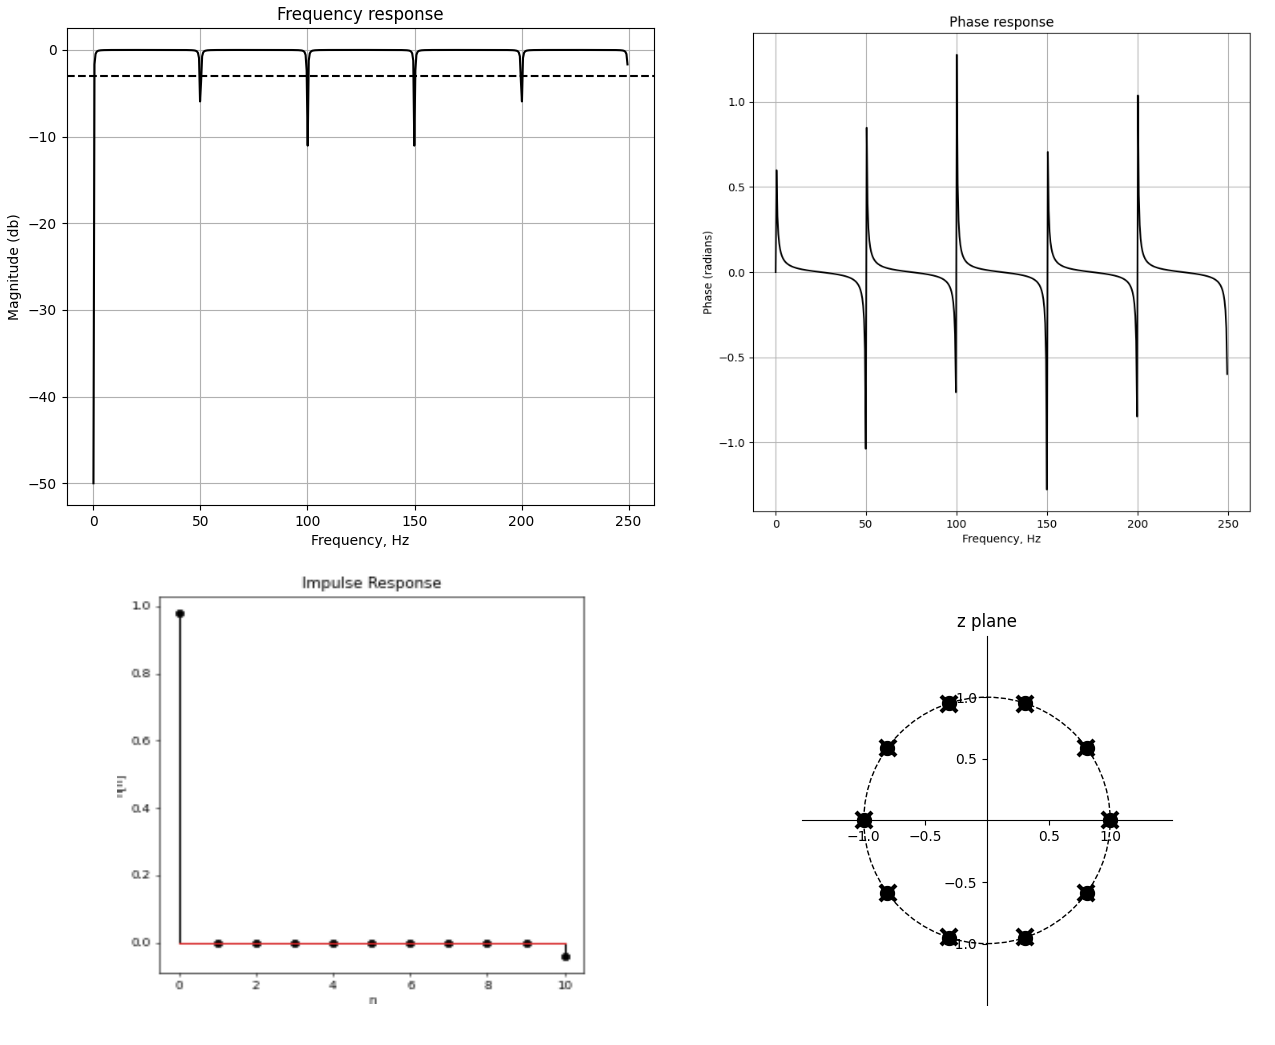 Frequency response
0
−10
−20
−30
−40
−50
Magnitude (db)
0 50 100 150 200 250
Frequency, Hz
Phase response
1.0
0.5
0.0
−0.5
−1.0
Phase (radians)
0 50 100 150 200 250
Frequency, Hz
Impulse Response
1.0
0.8
0.6
0.4
0.2
0.0
0 2 4 6 8 10
n
z plane
1.0
0.5
−1.0 −0.5 0.5 1.0
−0.5
−1.0